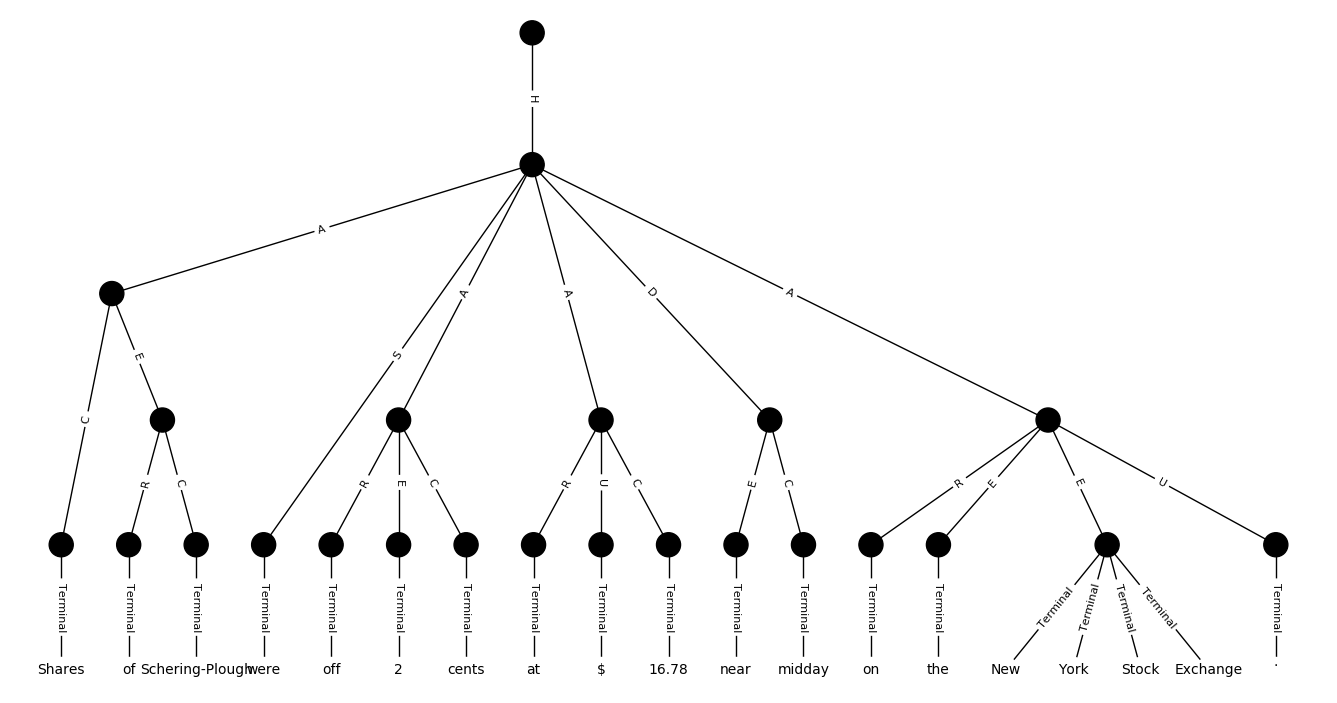 H
A
S
A
A
D
A
C
E
R
C
R
E
C
R
U
C
E
C
R
E
E
U
Terminal Terminal Terminal Terminal Terminal Terminal Terminal Terminal Terminal Terminal Terminal Terminal Terminal Terminal Terminal Terminal Terminal Terminal Terminal
Shares of Schering-Plough were off 2 cents at $ 16.78 near midday on the New York Stock Exchange .